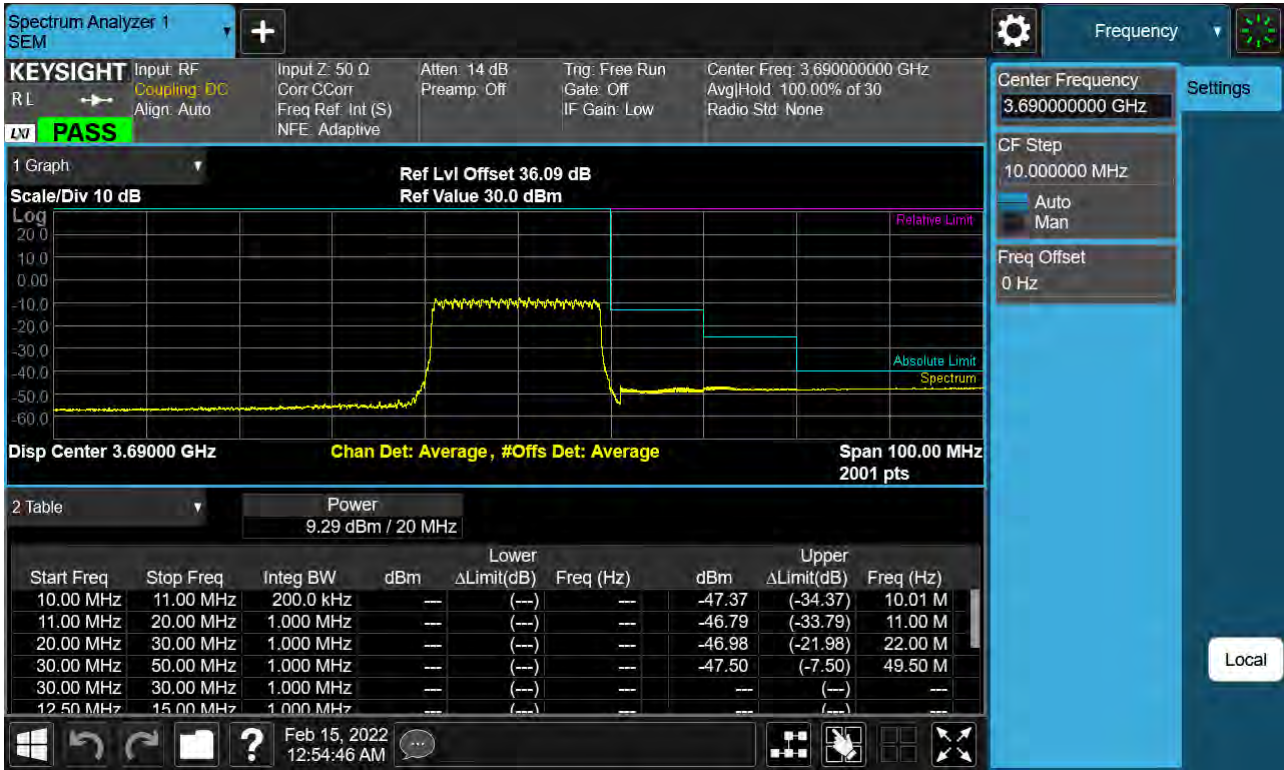 Spectrum Analyzer 1
SEM
Frequency
KEYSIGHT
RL
LXI
PASS
Input: RF
Coupling: DC
Align: Auto
Input Z: 50 Ω
Corr CCorr
Freq Ref: Int (S)
NFE: Adaptive
Atten: 14 dB
Preamp: Off
Trig: Free Run
Gate: Off
IF Gain: Low
Center Freq: 3.690000000 GHz
Avg|Hold: 100.00% of 30
Radio Std: None
Center Frequency
3.690000000 GHz
Settings
CF Step
10.000000 MHz
Auto
Man
Freq Offset
0 Hz
Local
1 Graph
Scale/Div 10 dB
Ref Lvl Offset 36.09 dB
Ref Value 30.0 dBm
Log
20.0
10.0
0.00
-10.0
-20.0
-30.0
-40.0
-50.0
-60.0
Relative Limit
Absolute Limit
Spectrum
Disp Center 3.69000 GHz
Chan Det: Average, #Offs Det: Average
Span 100.00 MHz
2001 pts
2 Table
Power
9.29 dBm / 20 MHz
Lower Upper
Start Freq Stop Freq Integ BW dBm ΔLimit(dB) Freq (Hz) dBm ΔLimit(dB) Freq (Hz)
10.00 MHz 11.00 MHz 200.0 kHz --- (---) --- -47.37 (-34.37) 10.01 M
11.00 MHz 20.00 MHz 1.000 MHz --- (---) --- -46.79 (-33.79) 11.00 M
20.00 MHz 30.00 MHz 1.000 MHz --- (---) --- -46.98 (-21.98) 22.00 M
30.00 MHz 50.00 MHz 1.000 MHz --- (---) --- -47.50 (-7.50) 49.50 M
30.00 MHz 30.00 MHz 1.000 MHz --- (---) --- --- (---) ---
12.50 MHz 15.00 MHz 1.000 MHz --- (---) --- --- (---) ---
Feb 15, 2022
12:54:46 AM